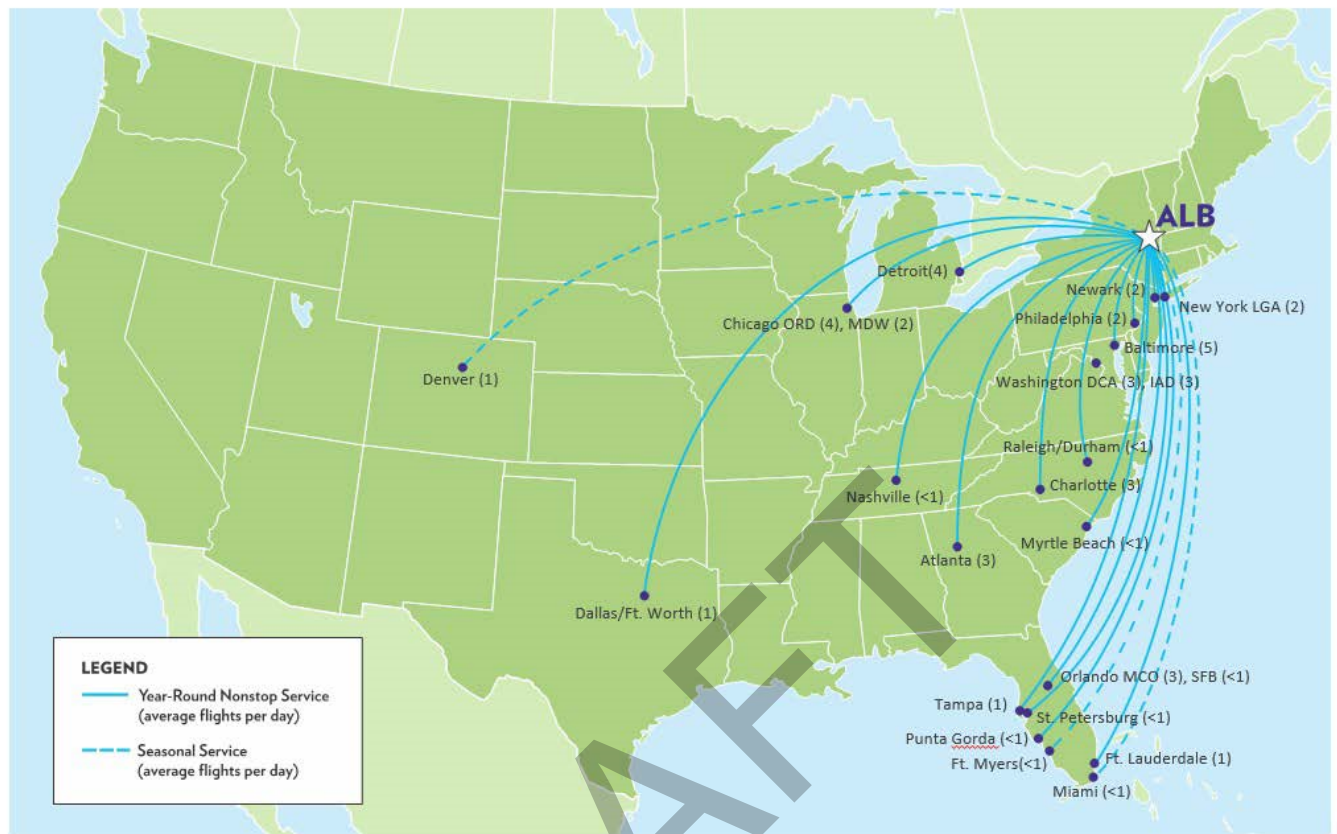 ALB
Detroit(4)
Newark (2)
New York LGA (2)
Chicago ORD (4), MDW (2)
Philadelphia (2)
Baltimore (5)
Denver (1)
Washington DCA (3), IAD (3)
Raleigh/Durham (<1)
Nashville (<1)
Charlotte (3)
Myrtle Beach (<1)
Atlanta (3)
Dallas/Ft. Worth (1)
Orlando MCO (3), SFB (<1)
Tampa (1)
St. Petersburg (<1)
Punta Gorda (<1)
Ft. Myers(<1)
Ft. Lauderdale (1)
Miami (<1)
LEGEND
Year-Round Nonstop Service
(average flights per day)
Seasonal Service
(average flights per day)
AFT